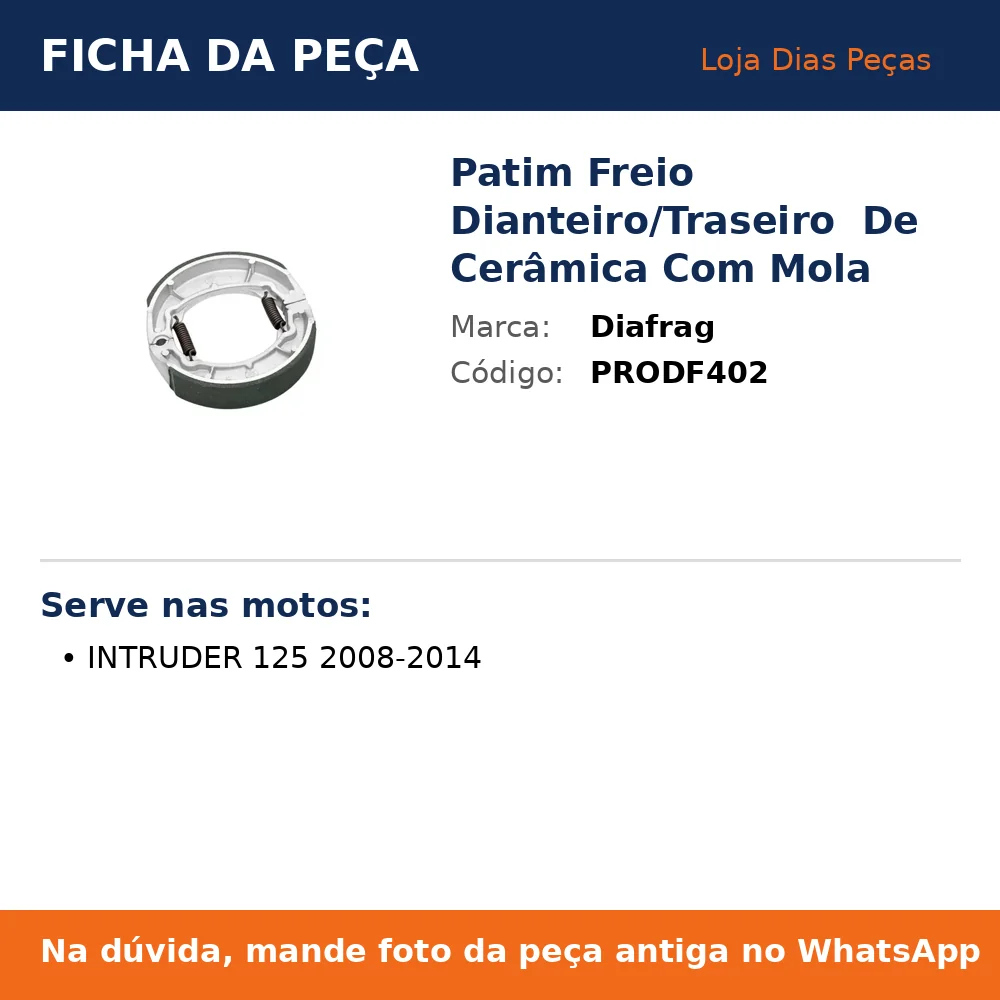 FICHA DA PEÇA
Loja Dias Peças
Patim Freio
Dianteiro/Traseiro  De
Cerâmica Com Mola
Marca: Diafrag
Código: PRODF402
Serve nas motos:
• INTRUDER 125 2008-2014
Na dúvida, mande foto da peça antiga no WhatsApp